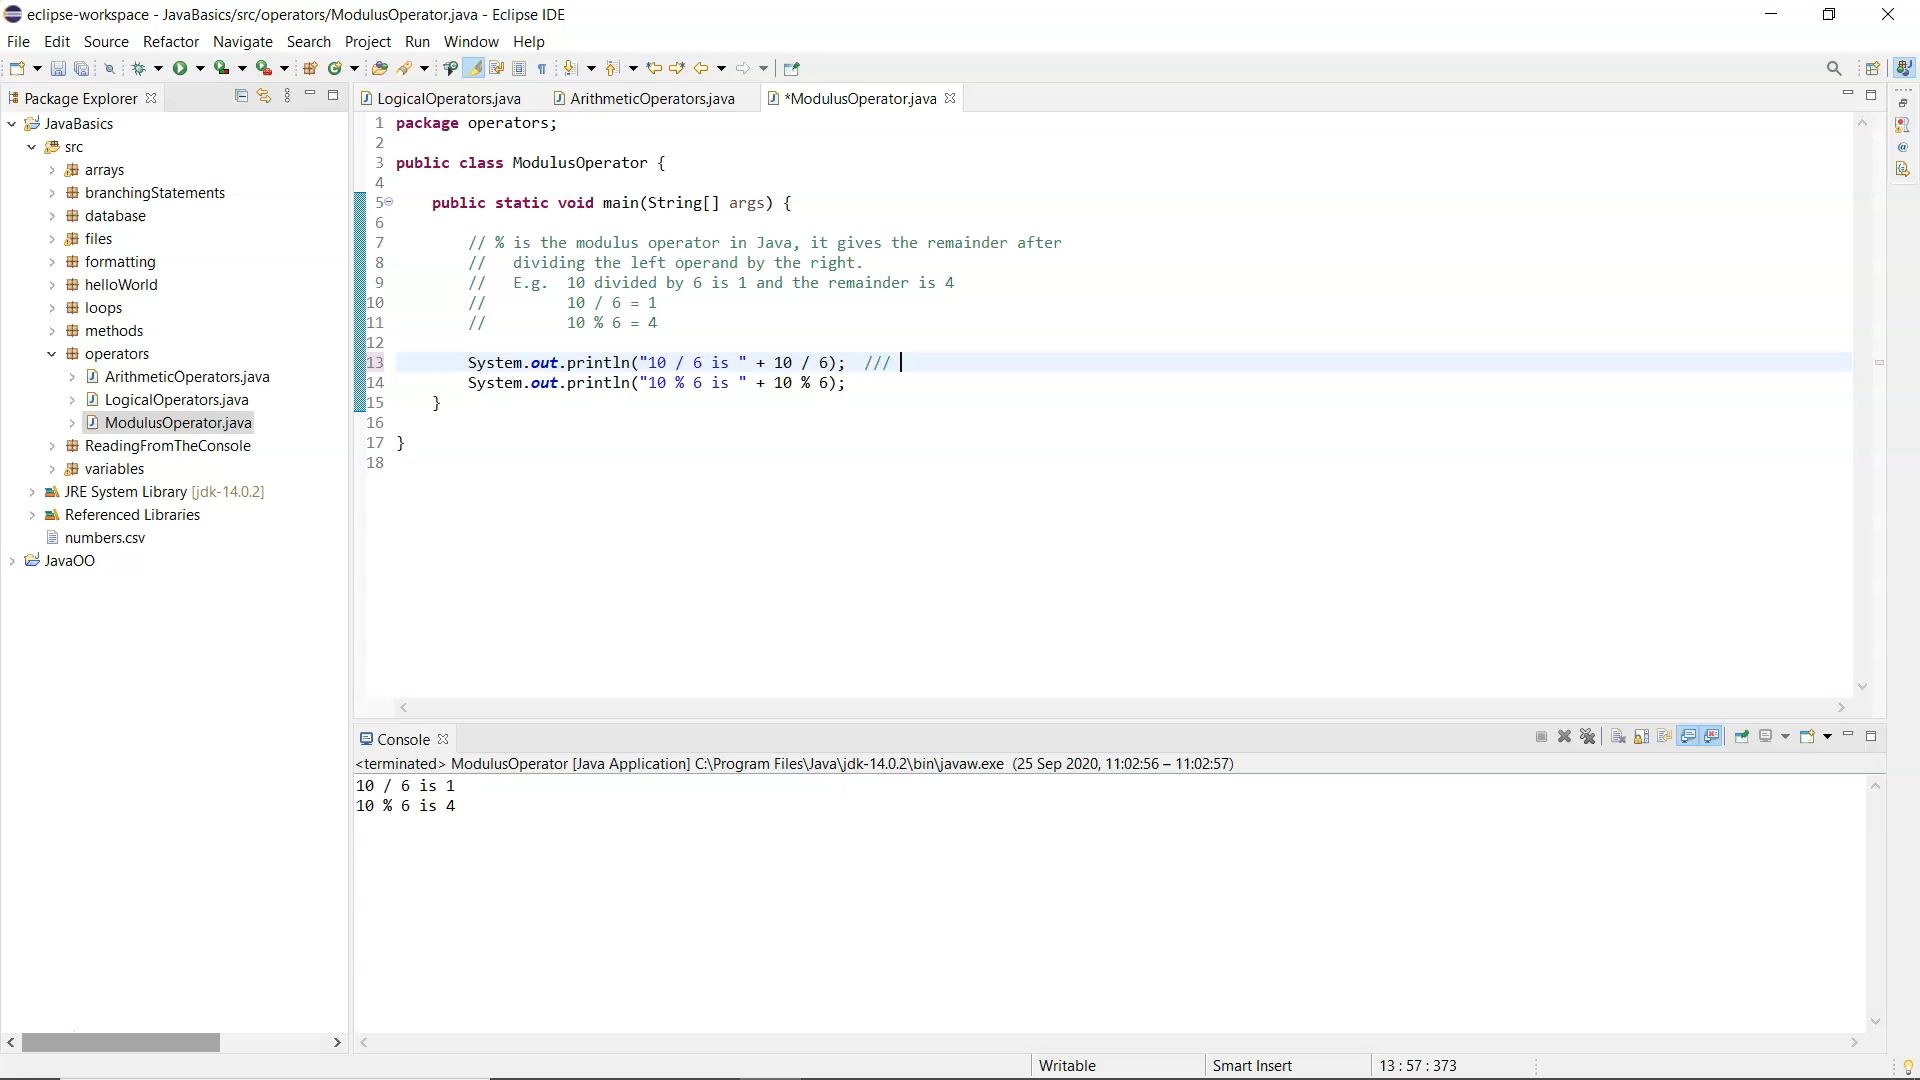 eclipse-workspace - JavaBasics/src/operators/ModulusOperator.java - Eclipse IDE
File Edit Source Refactor Navigate Search Project Run Window Help
Package Explorer
JavaBasics
src
arrays
branchingStatements
database
files
formatting
helloWorld
loops
methods
operators
ArithmeticOperators.java
LogicalOperators.java
ModulusOperator.java
ReadingFromTheConsole
variables
JRE System Library [jdk-14.0.2]
Referenced Libraries
numbers.csv
JavaOO
LogicalOperators.java ArithmeticOperators.java *ModulusOperator.java
1 package operators;
2
3 public class ModulusOperator {
4
5 public static void main(String[] args) {
6
7 // % is the modulus operator in Java, it gives the remainder after
8 // dividing the left operand by the right.
9 // E.g. 10 divided by 6 is 1 and the remainder is 4
10 // 10 / 6 = 1
11 // 10 % 6 = 4
12
13 System.out.println("10 / 6 is " + 10 / 6); ///
14 System.out.println("10 % 6 is " + 10 % 6);
15 }
16
17 }
18
Console
<terminated> ModulusOperator [Java Application] C:\Program Files\Java\jdk-14.0.2\bin\javaw.exe (25 Sep 2020, 11:02:56 – 11:02:57)
10 / 6 is 1
10 % 6 is 4
Writable Smart Insert 13 : 57 : 373